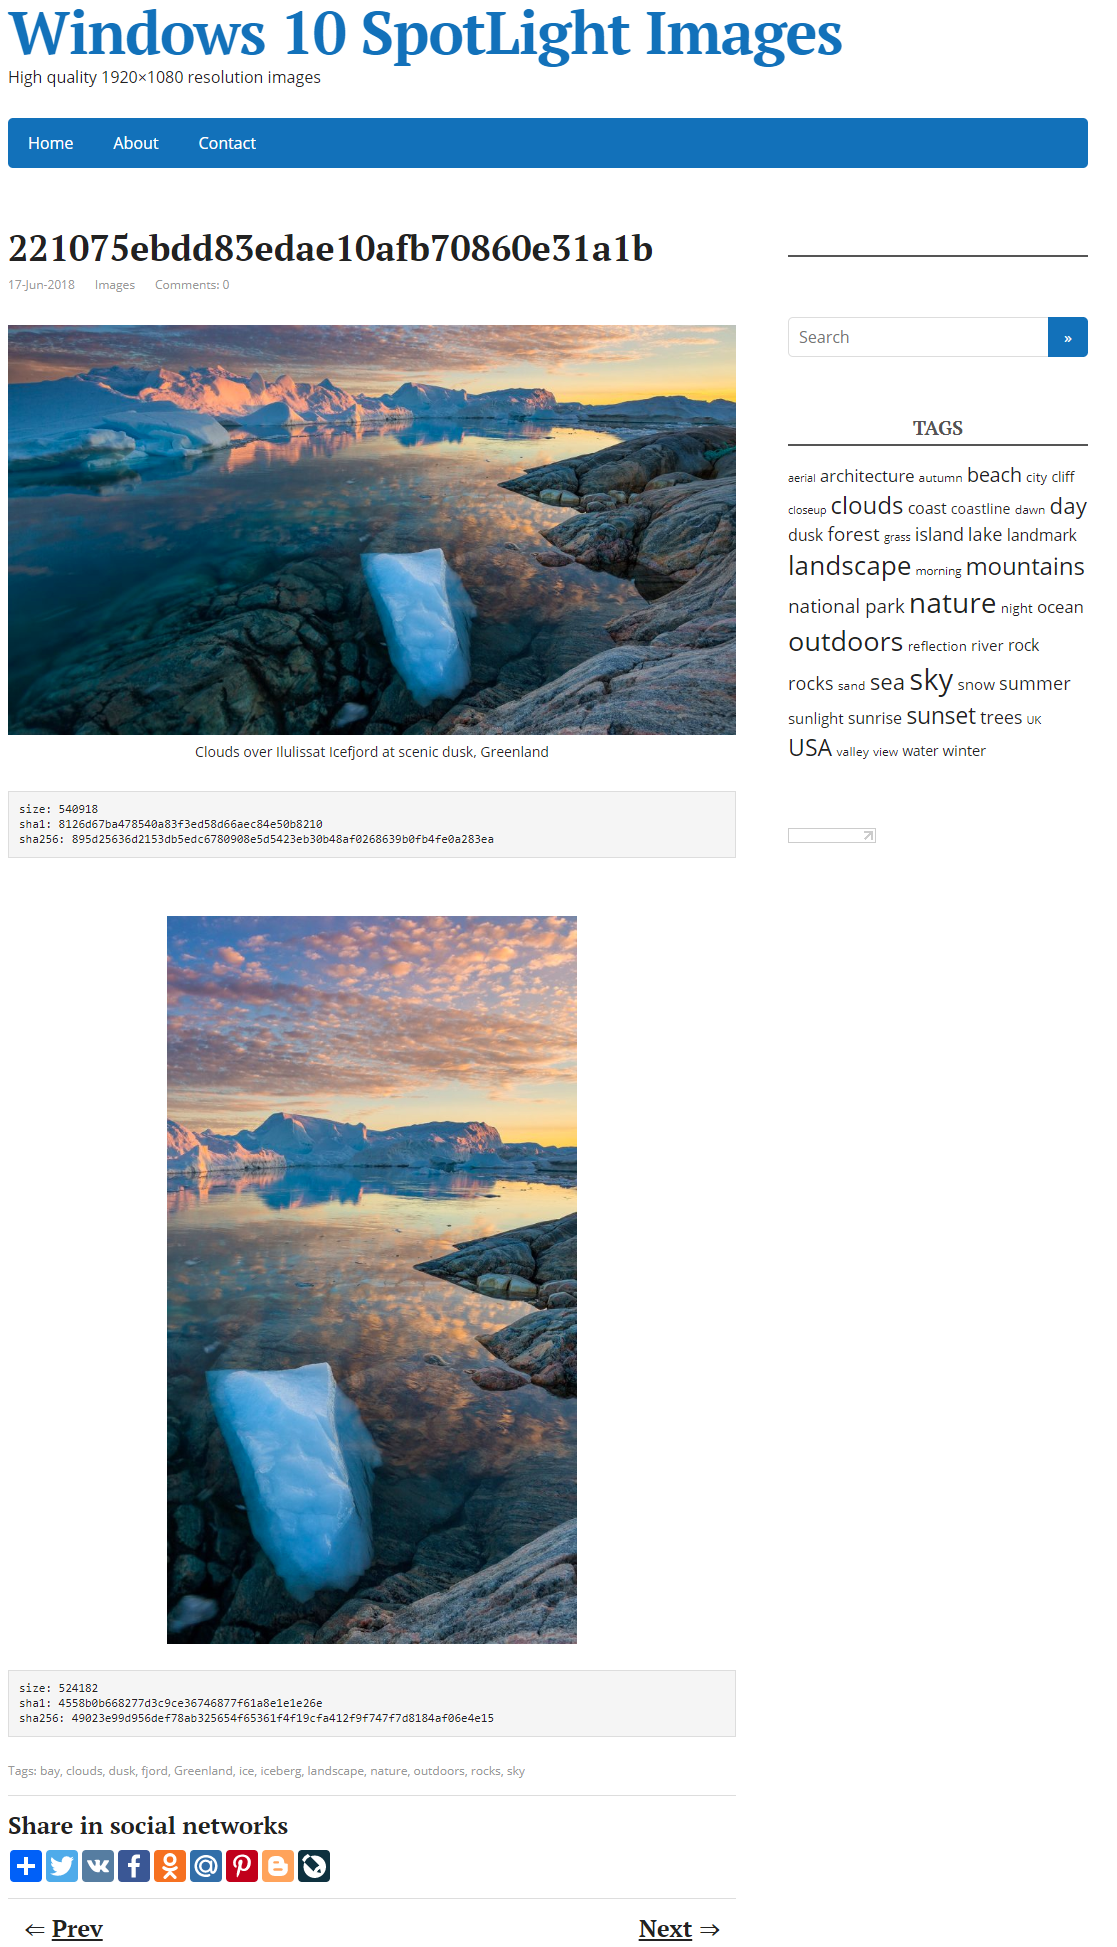 Windows 10 SpotLight Images
High quality 1920×1080 resolution images
Home About Contact
221075ebdd83edae10afb70860e31a1b
17-Jun-2018 Images Comments: 0
Clouds over Ilulissat Icefjord at scenic dusk, Greenland
size: 540918
sha1: 8126d67ba478540a83f3ed58d66aec84e50b8210
sha256: 895d25636d2153db5edc6780908e5d5423eb30b48af0268639b0fb4fe0a283ea
size: 524182
sha1: 4558b0b668277d3c9ce36746877f61a8e1e1e26e
sha256: 49023e99d956def78ab325654f65361f4f19cfa412f9f747f7d8184af06e4e15
Tags: bay, clouds, dusk, fjord, Greenland, ice, iceberg, landscape, nature, outdoors, rocks, sky
Share in social networks
⇐ Prev
Next ⇒
Search »
TAGS
aerial architecture autumn beach city cliff
closeup clouds coast coastline dawn day
dusk forest grass island lake landmark
landscape morning mountains
national park nature night ocean
outdoors reflection river rock
rocks sand sea sky snow summer
sunlight sunrise sunset trees UK
USA valley view water winter